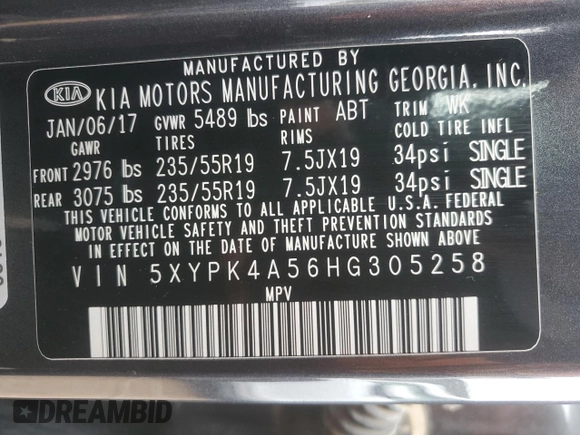 MANUFACTURED BY
KIA KIA MOTORS MANUFACTURING GEORGIA, INC.
JAN/06/17 GVWR 5489 lbs PAINT ABT TRIM WK
GAWR TIRES RIMS COLD TIRE INFL
FRONT 2976 lbs 235/55R19 7.5JX19 34psi SINGLE
REAR 3075 lbs 235/55R19 7.5JX19 34psi SINGLE
THIS VEHICLE CONFORMS TO ALL APPLICABLE U.S.A. FEDERAL
MOTOR VEHICLE SAFETY AND THEFT PREVENTION STANDARDS
IN EFFECT ON THE DATE OF MANUFACTURE SHOWN ABOVE.
VIN 5XYPK4A56HG305258
MPV
DREAMBID